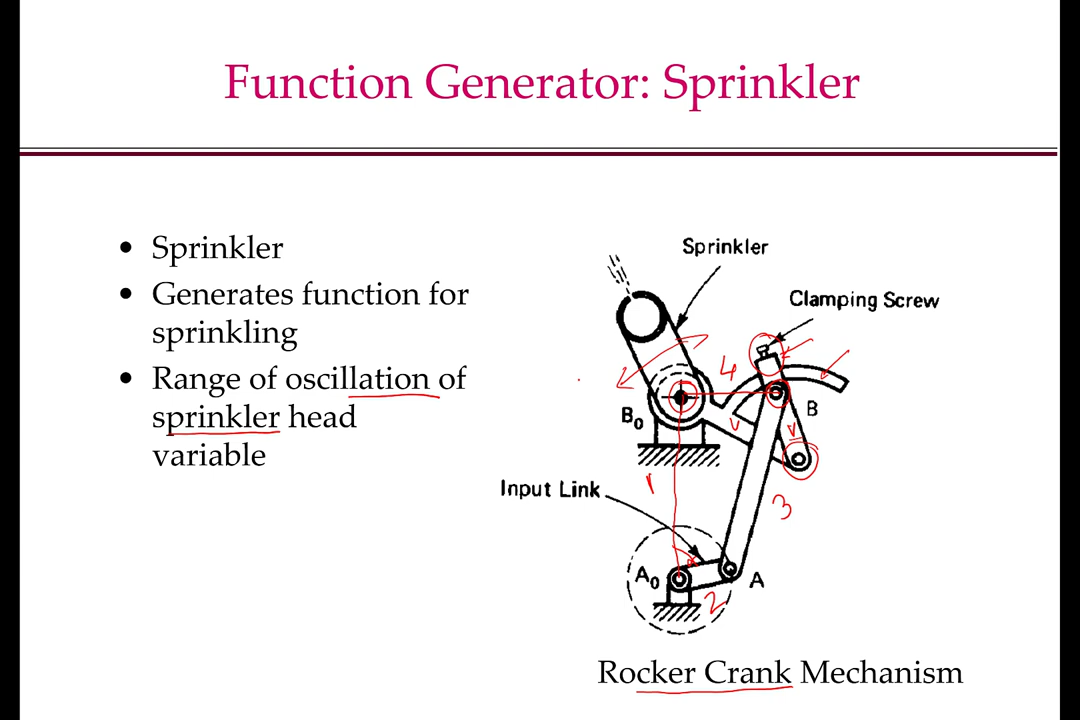 Function Generator: Sprinkler
• Sprinkler
• Generates function for
sprinkling
• Range of oscillation of
sprinkler head
variable
Sprinkler
Clamping Screw
4
B
B₀
v
v
1
Input Link
3
A₀
α
A
2
Rocker Crank Mechanism